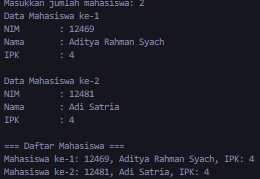 Masukkan jumlah mahasiswa: 2
Data Mahasiswa ke-1
NIM : 12469
Nama : Aditya Rahman Syach
IPK : 4
Data Mahasiswa ke-2
NIM : 12481
Nama : Adi Satria
IPK : 4
=== Daftar Mahasiswa ===
Mahasiswa ke-1: 12469, Aditya Rahman Syach, IPK: 4
Mahasiswa ke-2: 12481, Adi Satria, IPK: 4